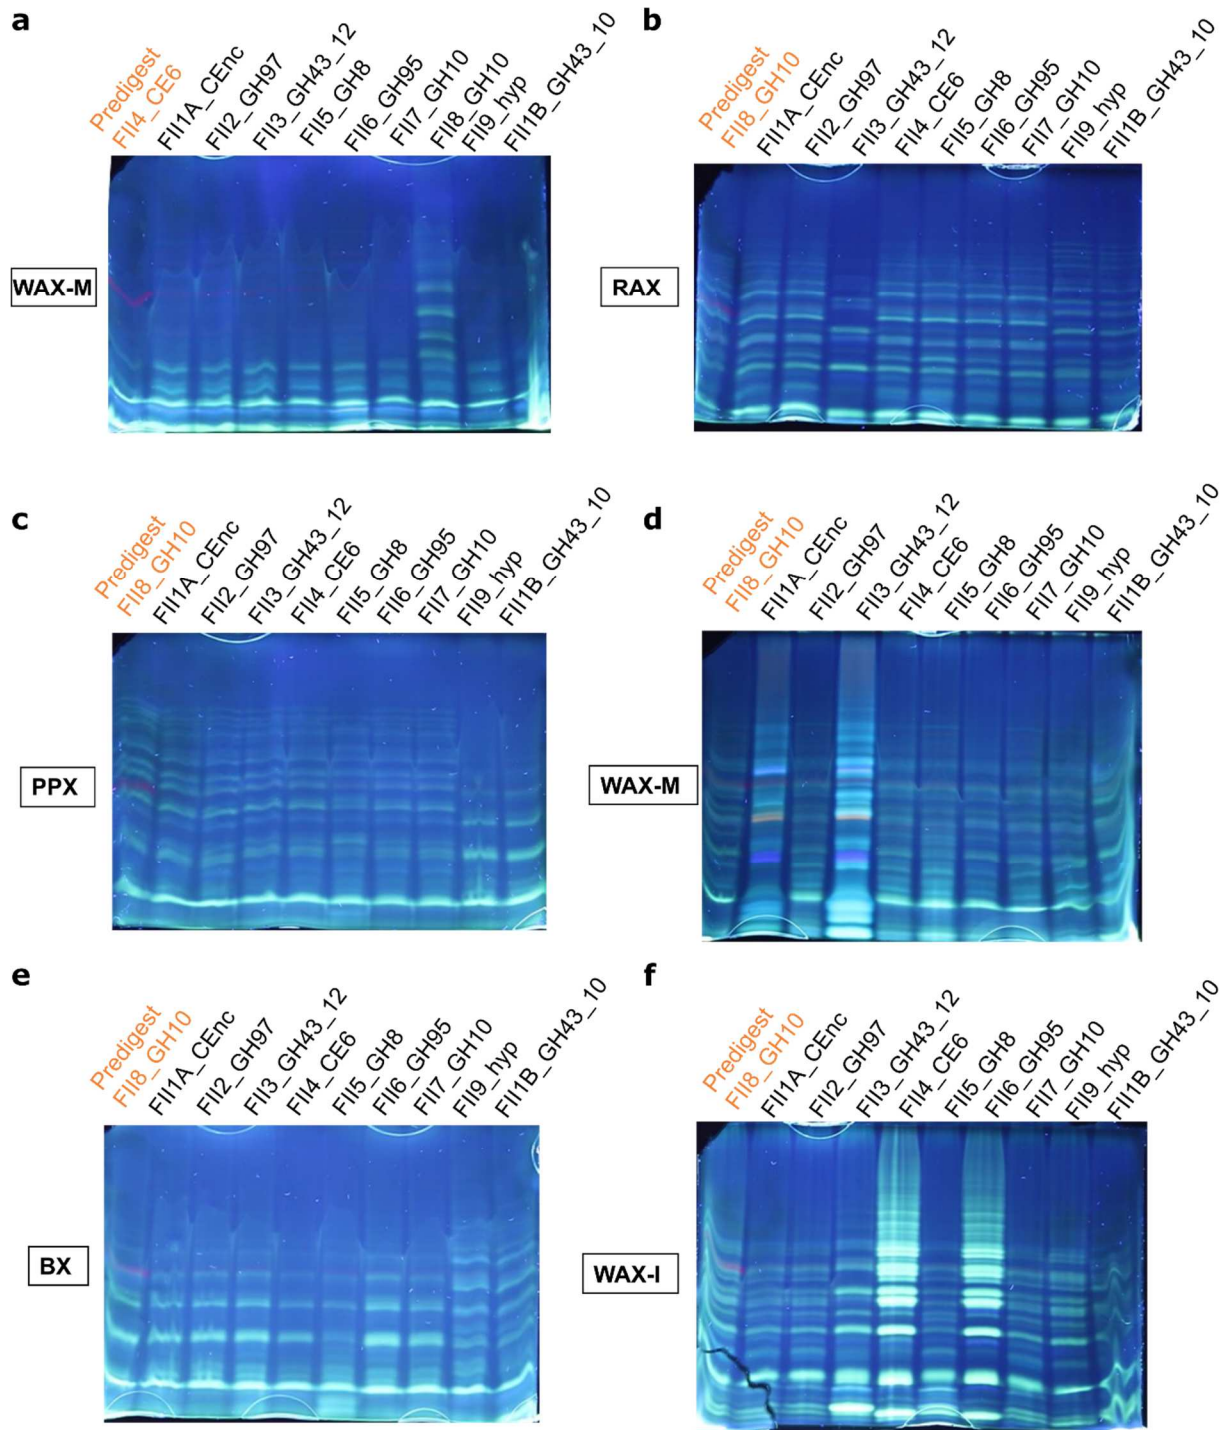 a
Predigest
FII4_CE6
FII1A_CEnc
FII2_GH97
FII3_GH43_12
FII5_GH8
FII6_GH95
FII7_GH10
FII8_GH10
FII9_hyp
FII1B_GH43_10
WAX-M
b
Predigest
FII8_GH10
FII1A_CEnc
FII2_GH97
FII3_GH43_12
FII4_CE6
FII5_GH8
FII6_GH95
FII7_GH10
FII9_hyp
FII1B_GH43_10
RAX
c
Predigest
FII8_GH10
FII1A_CEnc
FII2_GH97
FII3_GH43_12
FII4_CE6
FII5_GH8
FII6_GH95
FII7_GH10
FII9_hyp
FII1B_GH43_10
PPX
d
Predigest
FII8_GH10
FII1A_CEnc
FII2_GH97
FII3_GH43_12
FII4_CE6
FII5_GH8
FII6_GH95
FII7_GH10
FII9_hyp
FII1B_GH43_10
WAX-M
e
Predigest
FII8_GH10
FII1A_CEnc
FII2_GH97
FII3_GH43_12
FII4_CE6
FII5_GH8
FII6_GH95
FII7_GH10
FII9_hyp
FII1B_GH43_10
BX
f
Predigest
FII8_GH10
FII1A_CEnc
FII2_GH97
FII3_GH43_12
FII4_CE6
FII5_GH8
FII6_GH95
FII7_GH10
FII9_hyp
FII1B_GH43_10
WAX-I